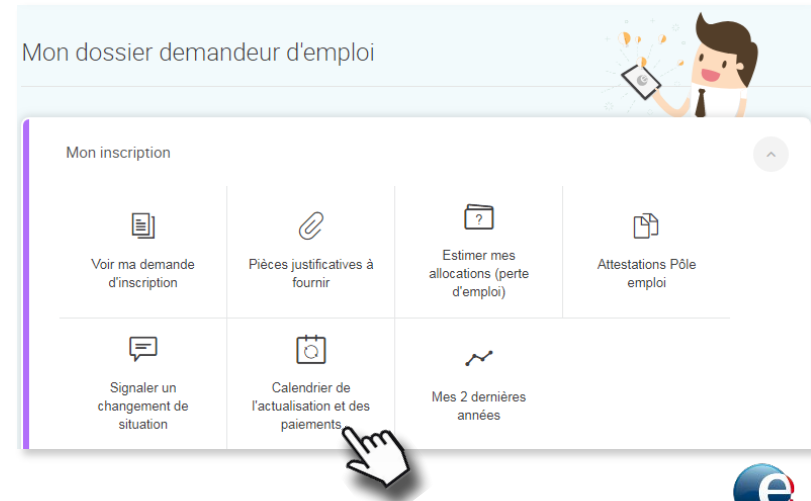 Mon dossier demandeur d'emploi
Mon inscription
Voir ma demande
d'inscription
Pièces justificatives à
fournir
?
Estimer mes
allocations (perte
d'emploi)
Attestations Pôle
emploi
Signaler un
changement de
situation
Calendrier de
l'actualisation et des
paiements
Mes 2 dernières
années
e